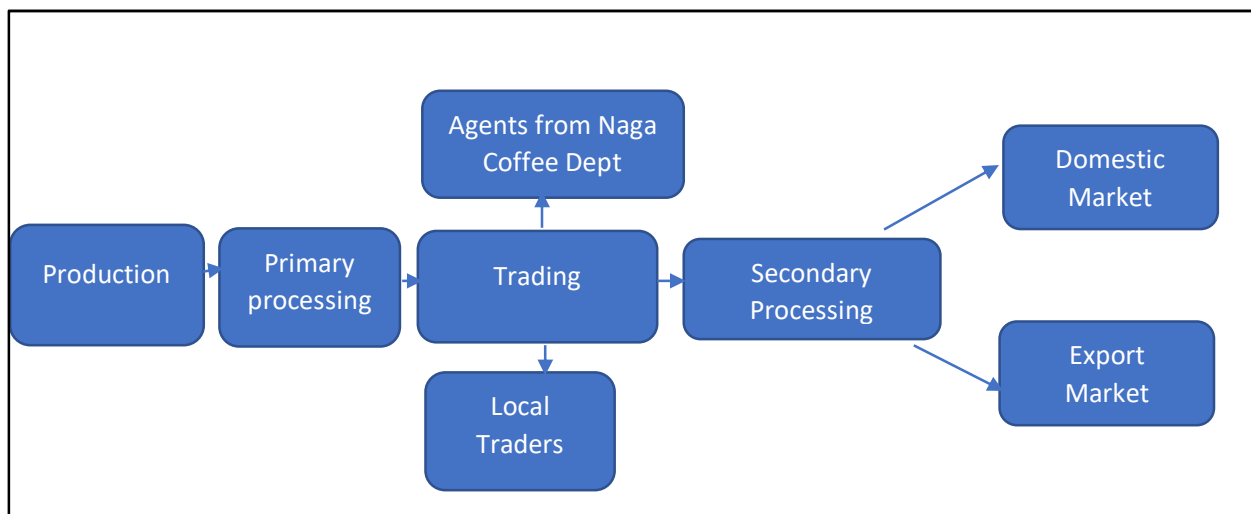 Agents from Naga
Coffee Dept
Domestic
Market
Production
Primary
processing
Trading
Secondary
Processing
Export
Market
Local
Traders